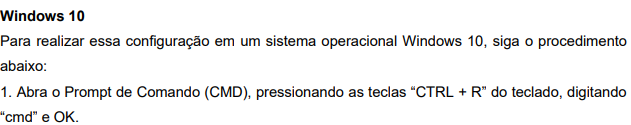 Windows 10
Para realizar essa configuração em um sistema operacional Windows 10, siga o procedimento
abaixo:
1. Abra o Prompt de Comando (CMD), pressionando as teclas “CTRL + R” do teclado, digitando
“cmd” e OK.